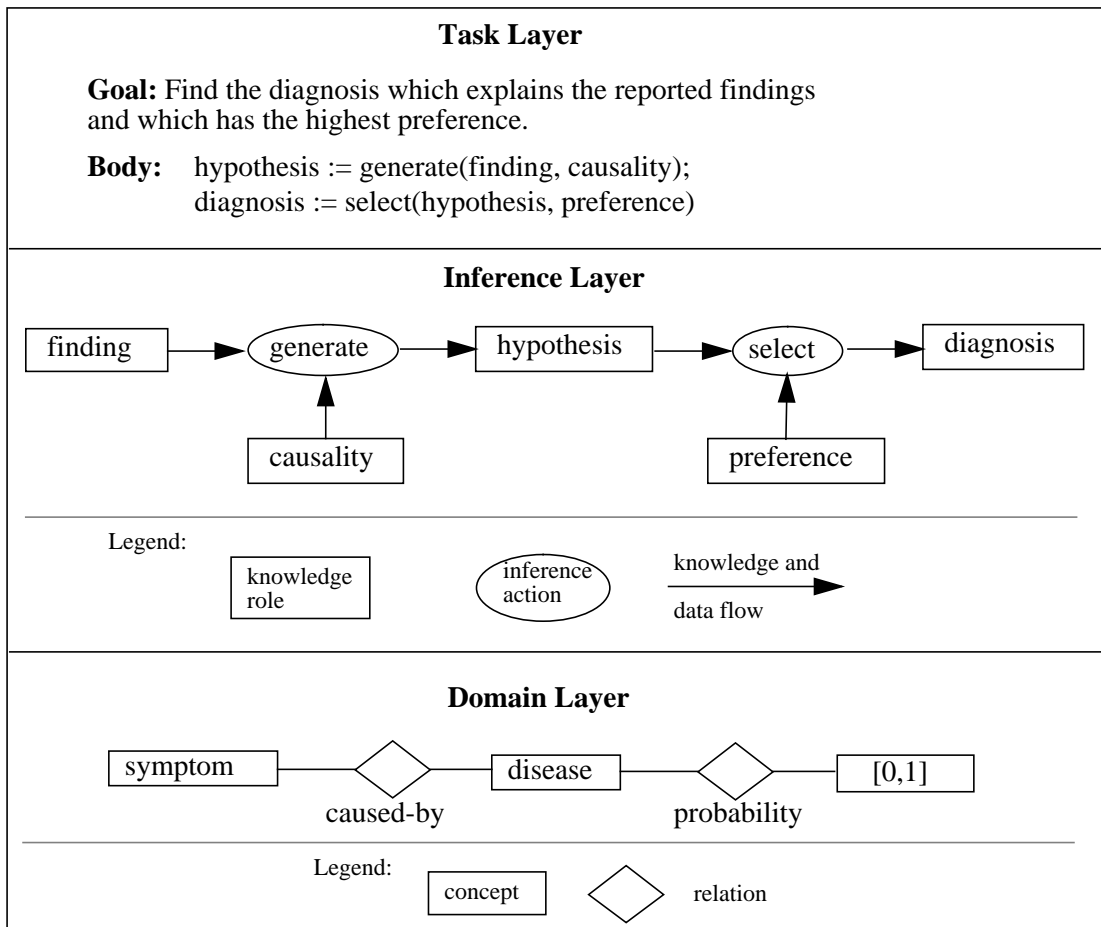 Task Layer
Goal: Find the diagnosis which explains the reported findings
and which has the highest preference.
Body: hypothesis := generate(finding, causality);
diagnosis := select(hypothesis, preference)
Inference Layer
finding generate hypothesis select diagnosis
causality preference
Legend:
knowledge
role
inference
action
knowledge and
data flow
Domain Layer
symptom disease [0,1]
caused-by probability
Legend:
concept relation